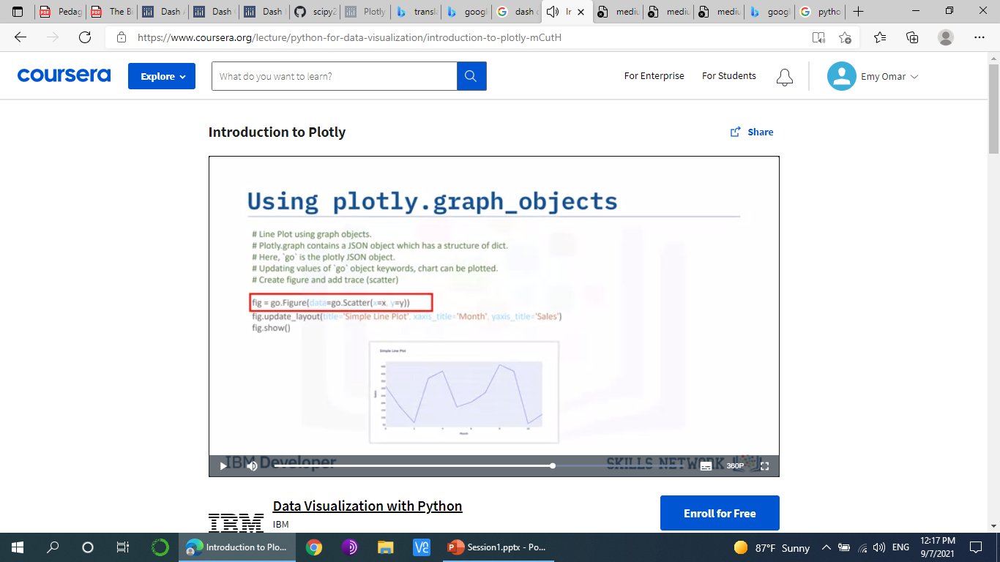 Pedag
The B
Dash A
Dash
Dash
scipy2
Plotly
transla
googl
dash c
Ir
mediu
mediu
mediu
googl
pytho
https://www.coursera.org/lecture/python-for-data-visualization/introduction-to-plotly-mCutH
coursera
Explore
What do you want to learn?
For Enterprise
For Students
Emy Omar
Introduction to Plotly
Share
Using plotly.graph_objects
# Line Plot using graph objects.
# Plotly.graph contains a JSON object which has a structure of dict.
# Here, `go` is the plotly JSON object.
# Updating values of `go` object keywords, chart can be plotted.
# Create figure and add trace (scatter)
fig = go.Figure(data=go.Scatter(x=x, y=y))
fig.update_layout(title='Simple Line Plot', xaxis_title='Month', yaxis_title='Sales')
fig.show()
Simple Line Plot
Sales
Month
IBM Developer
SKILLS NETWORK
360P
IBM
Data Visualization with Python
IBM
Enroll for Free
Introduction to Plo...
Session1.pptx - Po...
87°F Sunny
ENG
12:17 PM
9/7/2021